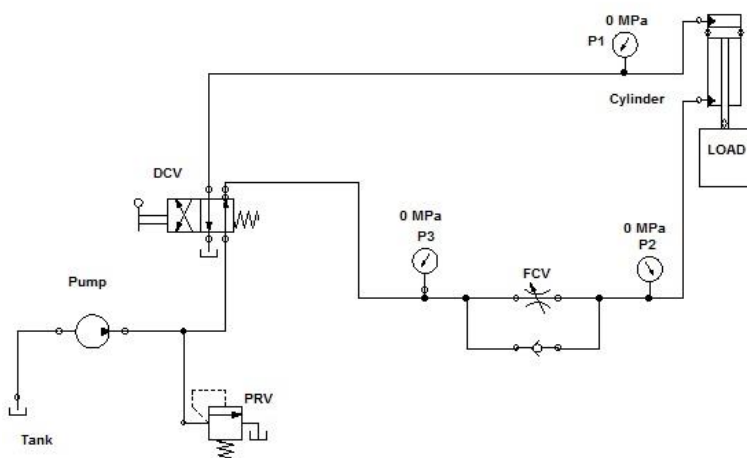 0 MPa
P1
Cylinder
LOAD
DCV
0 MPa
P3
0 MPa
P2
FCV
Pump
PRV
Tank